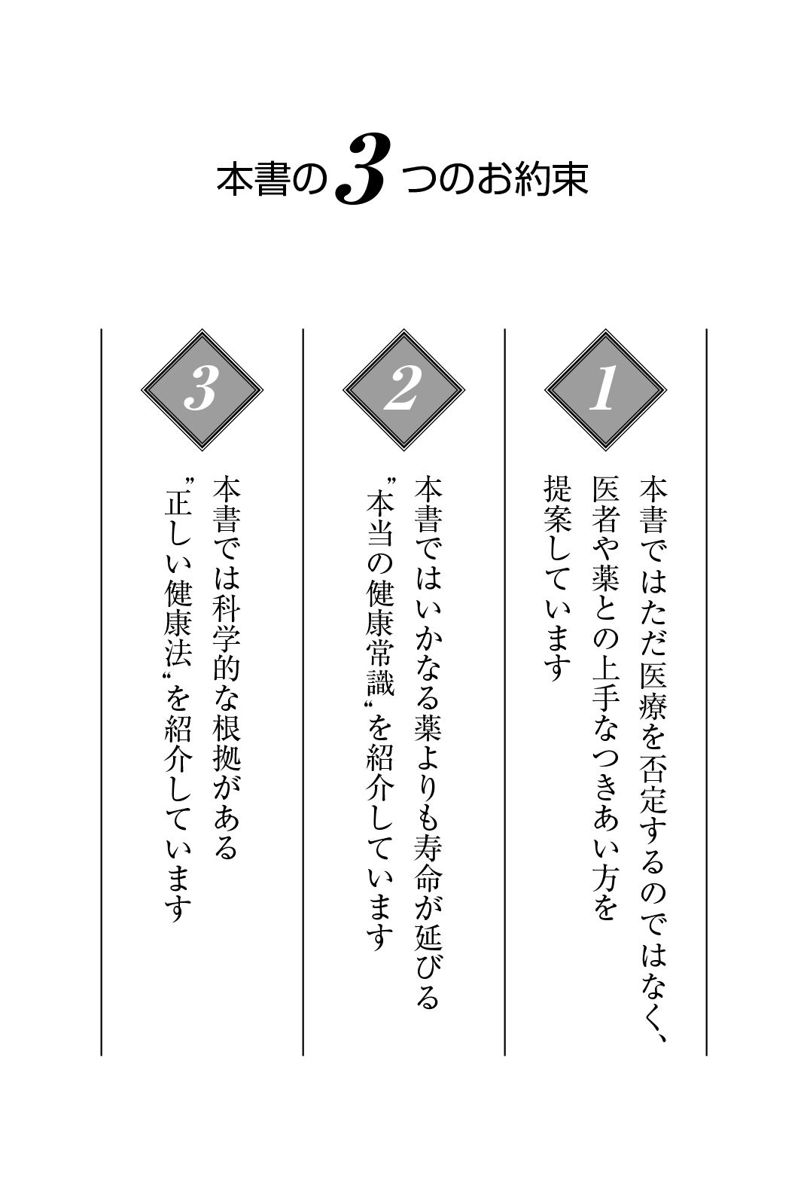 本書の3つのお約束
1
本書ではただ医療を否定するのではなく、
医者や薬との上手なつきあい方を
提案しています
2
本書ではいかなる薬よりも寿命が延びる
〝本当の健康常識〟を紹介しています
3
本書では科学的な根拠がある
〝正しい健康法〟を紹介しています